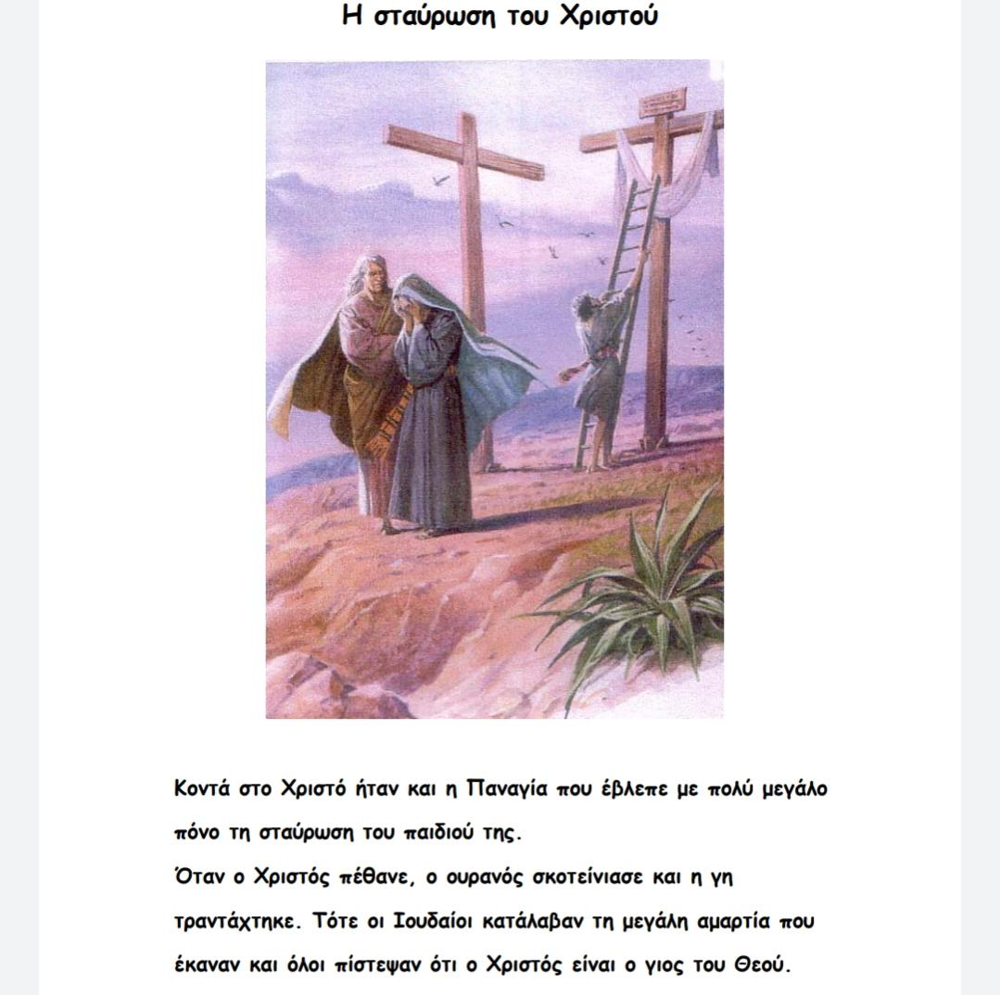 Η σταύρωση του Χριστού
Κοντά στο Χριστό ήταν και η Παναγία που έβλεπε με πολύ μεγάλο
πόνο τη σταύρωση του παιδιού της.
Όταν ο Χριστός πέθανε, ο ουρανός σκοτείνιασε και η γη
τραντάχτηκε. Τότε οι Ιουδαίοι κατάλαβαν τη μεγάλη αμαρτία που
έκαναν και όλοι πίστεψαν ότι ο Χριστός είναι ο γιος του Θεού.